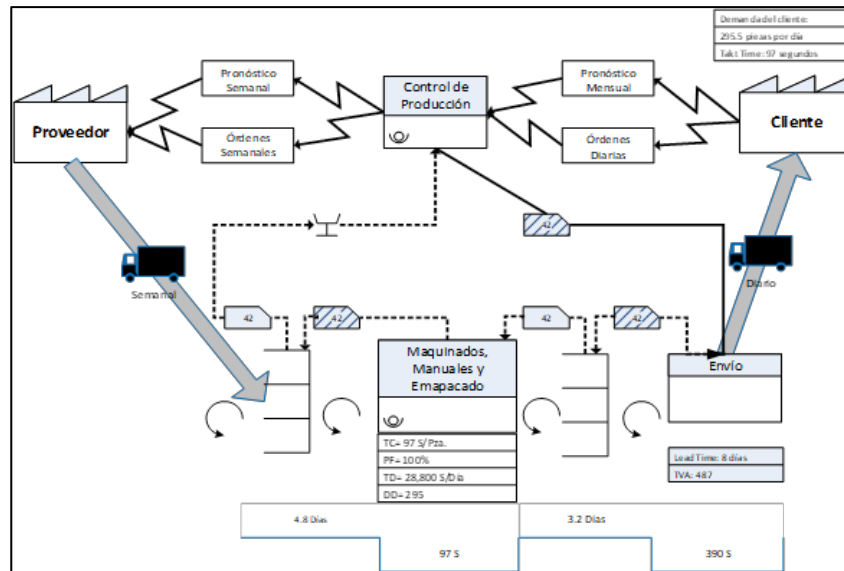 Demanda del cliente:
295.5 piezas por día
Takt Time: 97 segundos
Pronóstico
Semanal
Control de
Producción
Pronóstico
Mensual
Proveedor
Cliente
Órdenes
Semanales
Órdenes
Diarias
42
Semanal
Diario
42
42
42
42
Maquinados,
Manuales y
Emapacado
Envío
TC= 97 S/Pza.
PF= 100%
TD= 28,800 S/Día
DD= 295
Lead Time: 8 días
TVA: 487
4.8 Días
3.2 Días
97 S
390 S